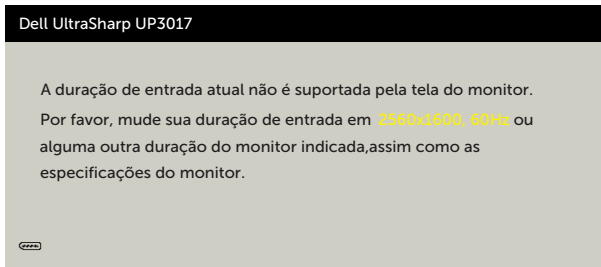 Dell UltraSharp UP3017
A duração de entrada atual não é suportada pela tela do monitor.
Por favor, mude sua duração de entrada em 2560x1600, 60Hz ou
alguma outra duração do monitor indicada,assim como as
especificações do monitor.